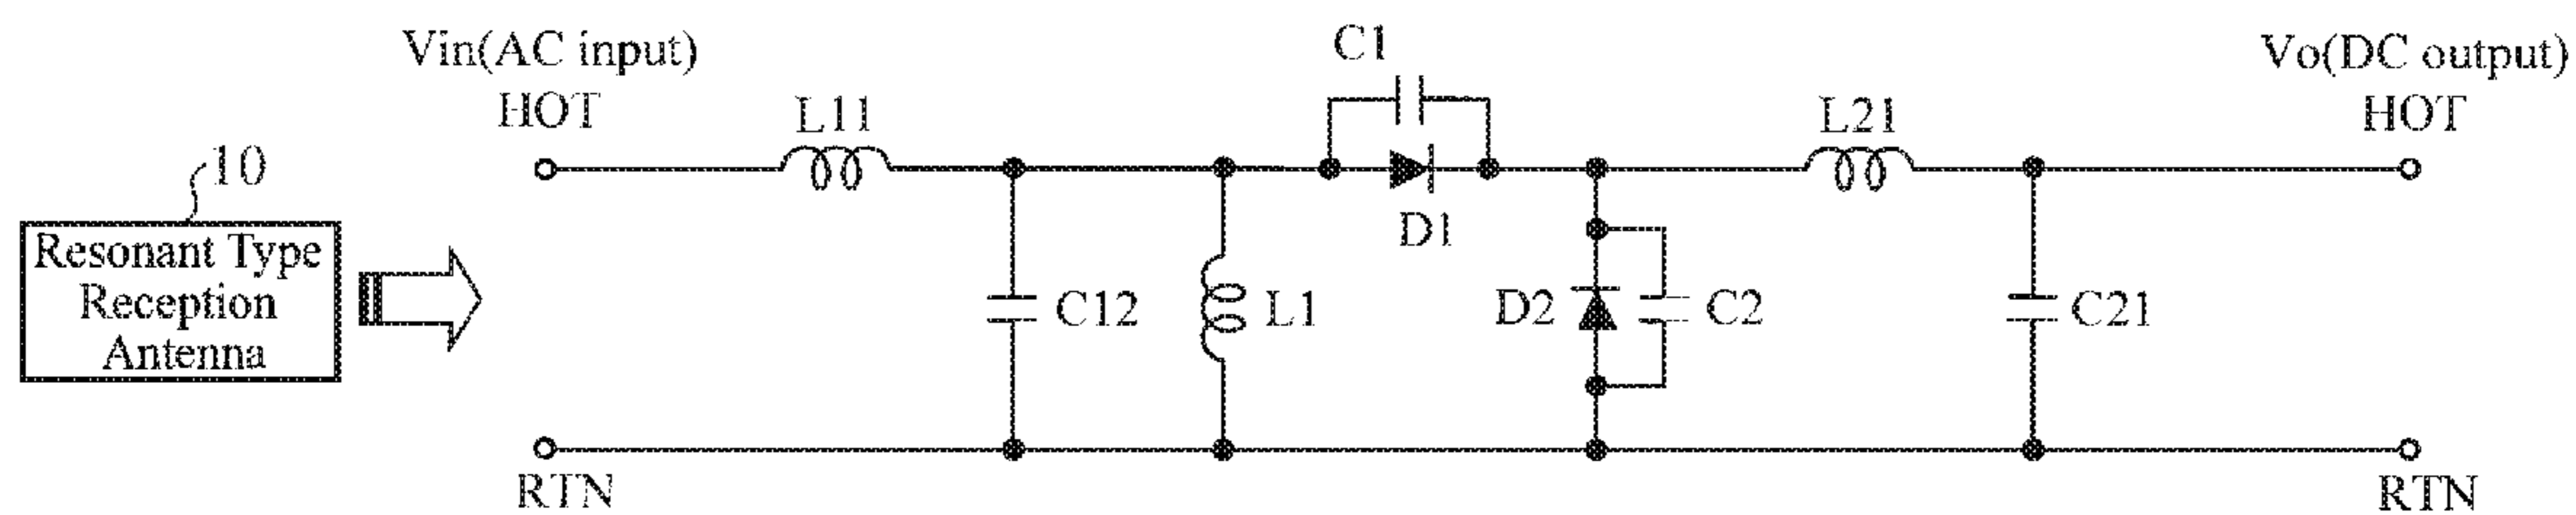 Vin(AC input)
HOT
L11
C1
D1
L21
Vo(DC output)
HOT
10
Resonant Type
Reception
Antenna
C12
L1
D2
C2
C21
RTN
RTN